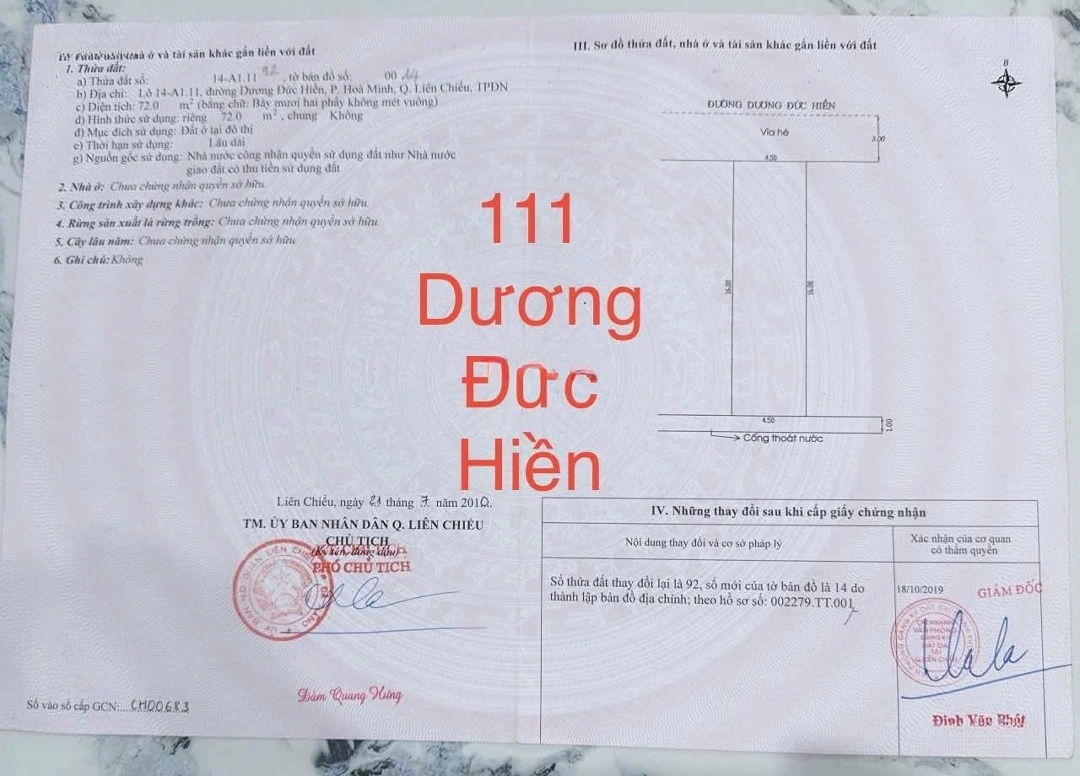 ở và tài sản khác gắn liền với đất
1. Thửa đất:
a) Thửa đất số: 14-A1.11 92, tờ bản đồ số: 00 14
b) Địa chỉ: Lô 14-A1.11, đường Dương Đức Hiền, P. Hoà Minh, Q. Liên Chiểu, TPĐN
c) Diện tích: 72.0 m² (bằng chữ: Bảy mươi hai phẩy không mét vuông)
d) Hình thức sử dụng: riêng 72.0 m², chung Không
đ) Mục đích sử dụng: Đất ở tại đô thị
e) Thời hạn sử dụng: Lâu dài
g) Nguồn gốc sử dụng: Nhà nước công nhận quyền sử dụng đất như Nhà nước
giao đất có thu tiền sử dụng đất
2. Nhà ở: Chưa chứng nhận quyền sở hữu.
3. Công trình xây dựng khác: Chưa chứng nhận quyền sở hữu.
4. Rừng sản xuất là rừng trồng: Chưa chứng nhận quyền sở hữu.
5. Cây lâu năm: Chưa chứng nhận quyền sở hữu.
6. Ghi chú: Không
III. Sơ đồ thửa đất, nhà ở và tài sản khác gắn liền với đất
B
ĐƯỜNG DƯƠNG ĐỨC HIỀN
Vỉa hè
3.00
4.50
16.00
16.00
4.50
1.00
Cống thoát nước
111
Dương
Đức
Hiền
Liên Chiểu, ngày 21 tháng 7 năm 2010.
TM. ỦY BAN NHÂN DÂN Q. LIÊN CHIỂU
CHỦ TỊCH
(Ký tên, đóng dấu)
PHÓ CHỦ TỊCH
Đàm Quang Hưng
Số vào sổ cấp GCN:....CH00683
IV. Những thay đổi sau khi cấp giấy chứng nhận
Nội dung thay đổi và cơ sở pháp lý
Xác nhận của cơ quan
có thẩm quyền
Số thửa đất thay đổi lại là 92, số mới của tờ bản đồ là 14 do
thành lập bản đồ địa chính; theo hồ sơ số: 002279.TT.001
18/10/2019
GIÁM ĐỐC
Đinh Văn Phót